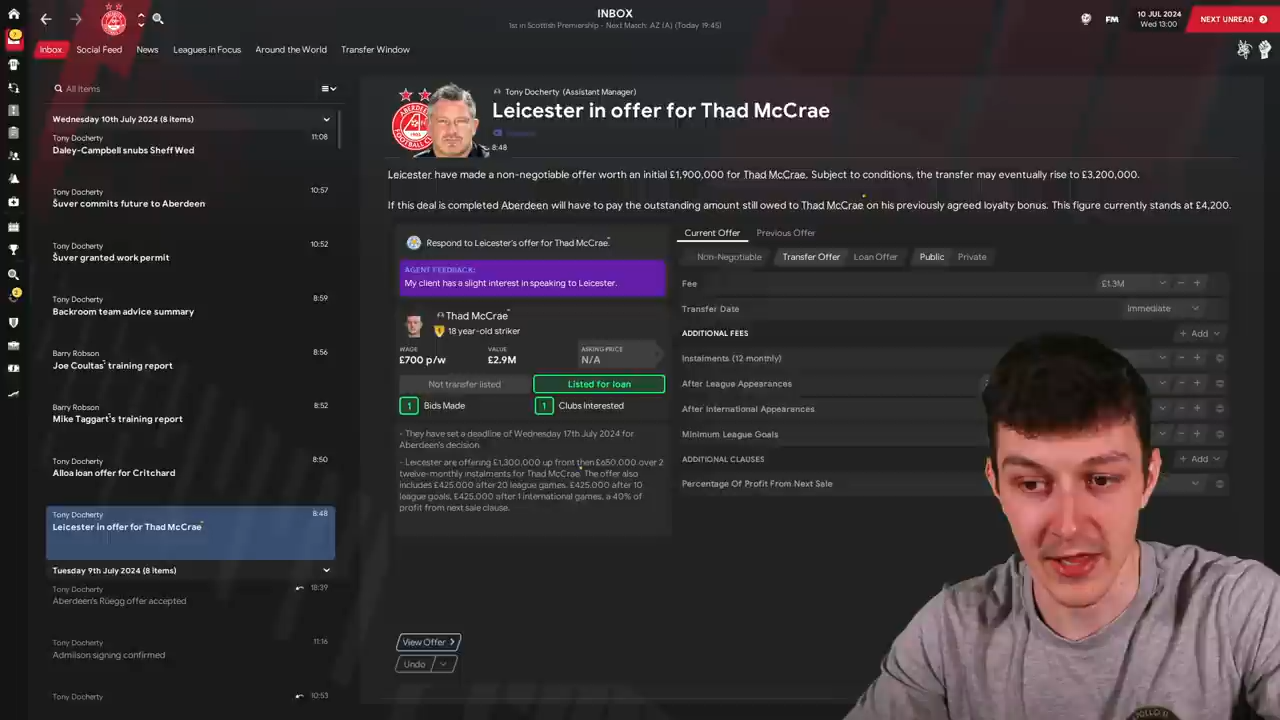 INBOX
1st in Scottish Premiership - Next Match: AZ (A) (Today 19:45)
FM
10 JUL 2024
Wed 13:00
NEXT UNREAD
Inbox
Social Feed
News
Leagues in Focus
Around the World
Transfer Window
All Items
Wednesday 10th July 2024 (8 items)
Tony Docherty
11:08
Daley-Campbell snubs Sheff Wed
Tony Docherty
10:57
Šuver commits future to Aberdeen
Tony Docherty
10:52
Šuver granted work permit
Tony Docherty
8:59
Backroom team advice summary
Barry Robson
8:56
Joe Coultas' training report
Barry Robson
8:52
Mike Taggart's training report
Tony Docherty
8:50
Alloa loan offer for Critchard
Tony Docherty
8:48
Leicester in offer for Thad McCrae
Tuesday 9th July 2024 (8 items)
Tony Docherty
18:39
Aberdeen's Rüegg offer accepted
Tony Docherty
11:16
Admilson signing confirmed
Tony Docherty
10:53
Tony Docherty (Assistant Manager)
Leicester in offer for Thad McCrae
8:48
Leicester have made a non-negotiable offer worth an initial £1,900,000 for Thad McCrae. Subject to conditions, the transfer may eventually rise to £3,200,000.
If this deal is completed Aberdeen will have to pay the outstanding amount still owed to Thad McCrae on his previously agreed loyalty bonus. This figure currently stands at £4,200.
Respond to Leicester's offer for Thad McCrae.
AGENT FEEDBACK:
My client has a slight interest in speaking to Leicester.
Thad McCrae
18 year-old striker
WAGE
£700 p/w
VALUE
£2.9M
ASKING PRICE
N/A
Not transfer listed
Listed for loan
1
Bids Made
1
Clubs Interested
- They have set a deadline of Wednesday 17th July 2024 for
Aberdeen's decision.
- Leicester are offering £1,300,000 up front then £650,000 over 2
twelve-monthly instalments for Thad McCrae. The offer also
includes £425,000 after 20 league games, £425,000 after 10
league goals, £425,000 after 1 international games, a 40% of
profit from next sale clause.
View Offer
Undo
Current Offer
Previous Offer
Non-Negotiable
Transfer Offer
Loan Offer
Public
Private
Fee
£1.3M
Transfer Date
Immediate
ADDITIONAL FEES
Add
Instalments (12 monthly)
After League Appearances
After International Appearances
Minimum League Goals
ADDITIONAL CLAUSES
Add
Percentage Of Profit From Next Sale